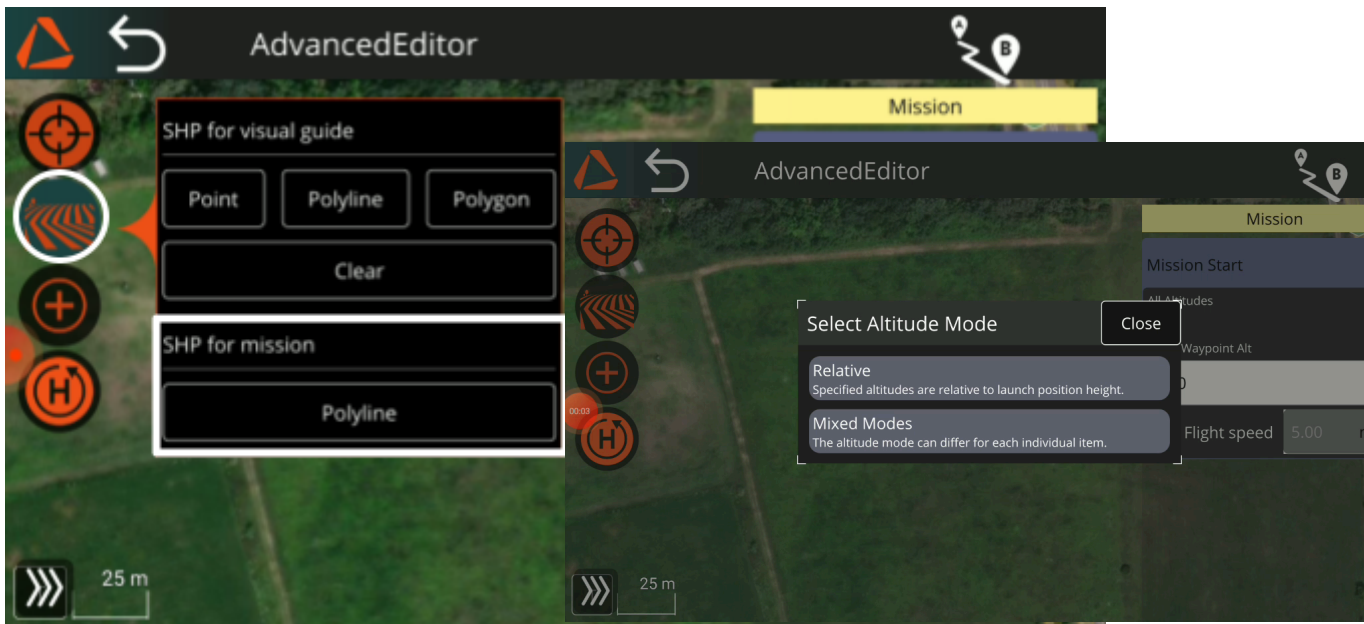 AdvancedEditor
B
Mission
SHP for visual guide
Point
Polyline
Polygon
Clear
SHP for mission
Polyline
H
25 m
AdvancedEditor
A
B
Mission
Mission Start
Select Altitude Mode
Close
Relative
Specified altitudes are relative to launch position height.
Mixed Modes
The altitude mode can differ for each individual item.
Waypoint Alt
Flight speed
5.00
00:03
H
25 m